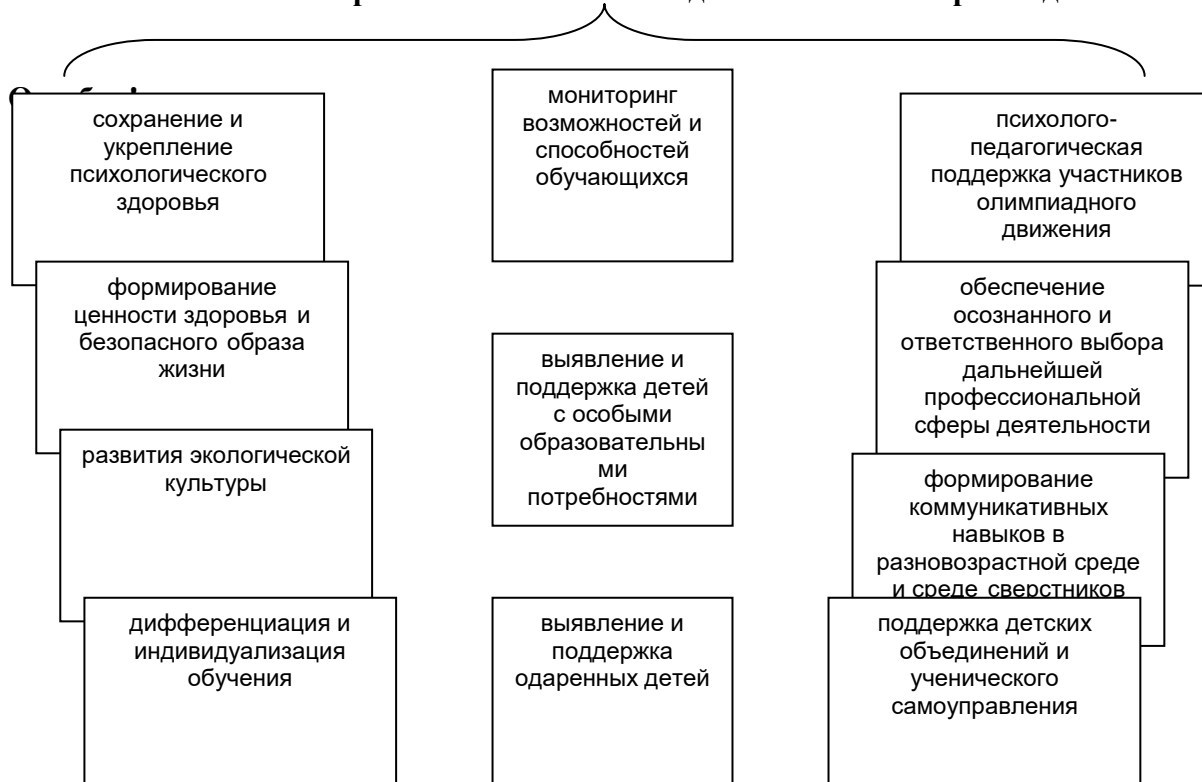 сохранение и
укрепление
психологического
здоровья
формирование
ценности здоровья и
безопасного образа
жизни
развития экологической
культуры
дифференциация и
индивидуализация
обучения
мониторинг
возможностей и
способностей
обучающихся
выявление и
поддержка детей
с особыми
образовательны
ми
потребностями
выявление и
поддержка
одаренных детей
психолого-
педагогическая
поддержка участников
олимпиадного
движения
обеспечение
осознанного и
ответственного выбора
дальнейшей
профессиональной
сферы деятельности
формирование
коммуникативных
навыков в
разновозрастной среде
и среде сверстников
поддержка детских
объединений и
ученического
самоуправления